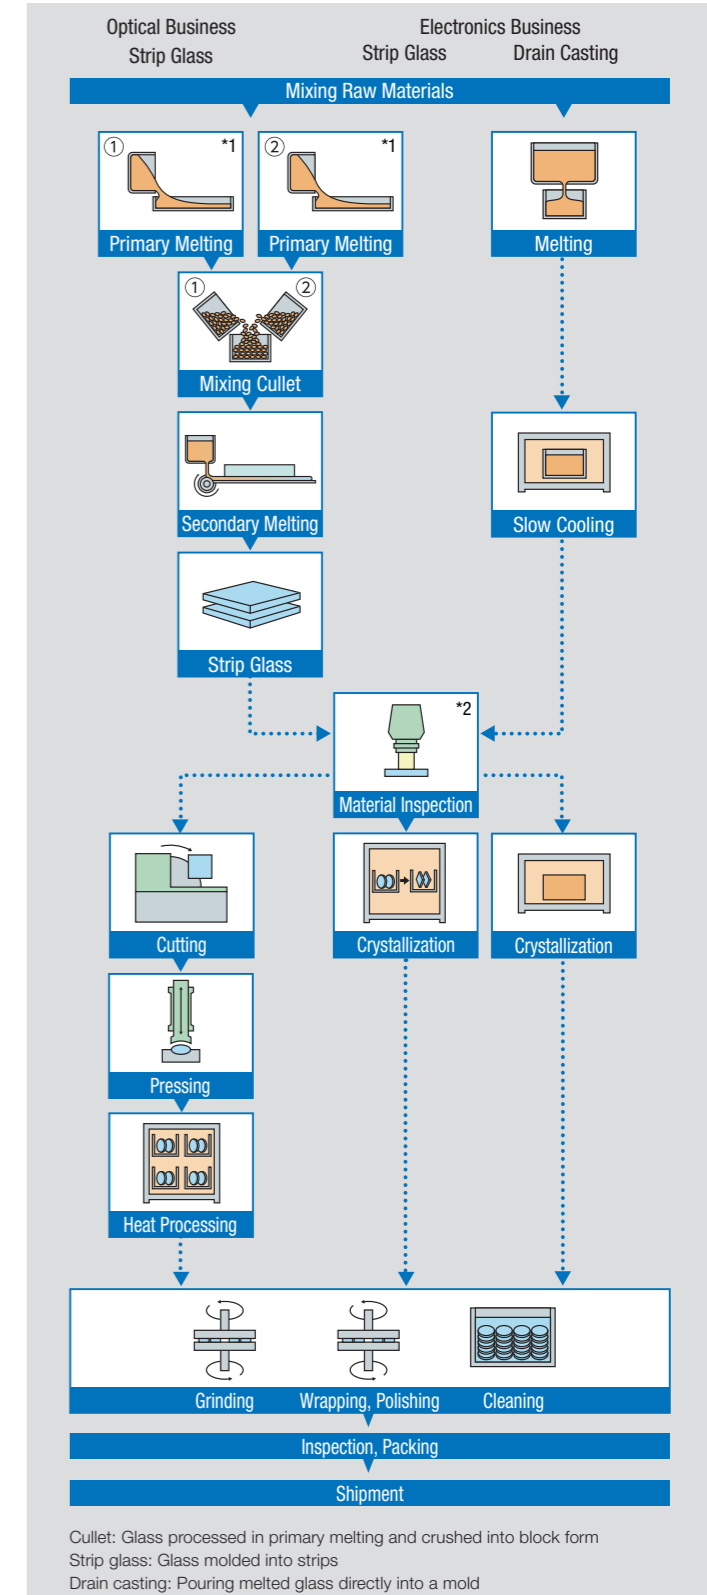 Optical Business
Electronics Business
Strip Glass
Strip Glass
Drain Casting
Mixing Raw Materials
① *1
② *1
Primary Melting
Primary Melting
Melting
① ②
Mixing Cullet
Secondary Melting
Slow Cooling
Strip Glass
*2
Material Inspection
Cutting
Crystallization
Crystallization
Pressing
Heat Processing
Grinding
Wrapping, Polishing
Cleaning
Inspection, Packing
Shipment
Cullet: Glass processed in primary melting and crushed into block form
Strip glass: Glass molded into strips
Drain casting: Pouring melted glass directly into a mold